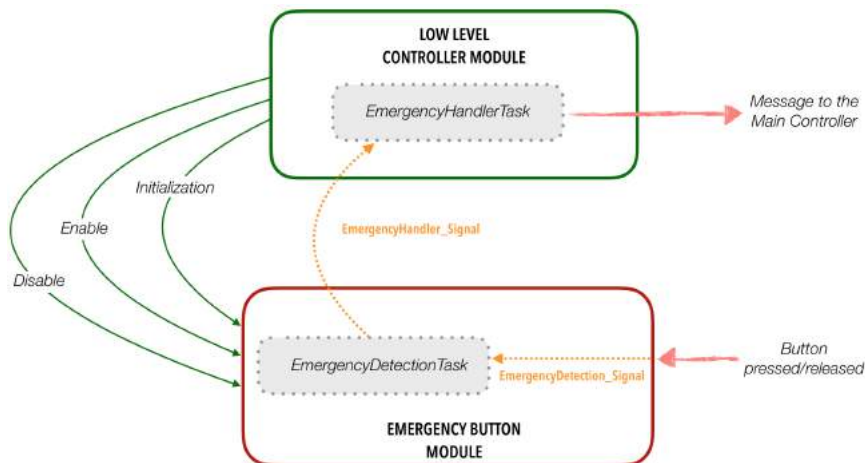 LOW LEVEL
CONTROLLER MODULE
EmergencyHandlerTask
Message to the
Main Controller
Initialization
Enable
Disable
EmergencyHandler_Signal
EmergencyDetectionTask
EmergencyDetection_Signal
Button
pressed/released
EMERGENCY BUTTON
MODULE